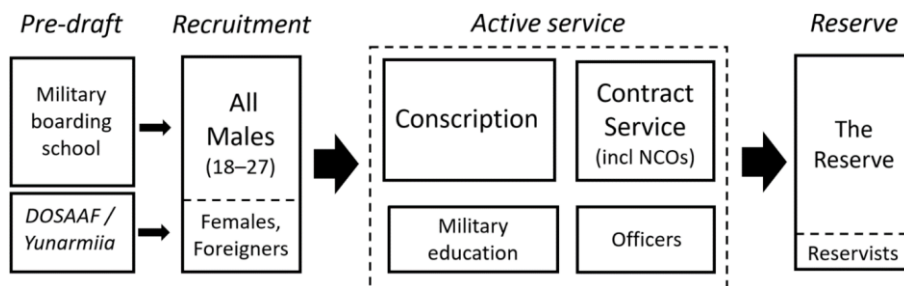 Pre-draft
Recruitment
Active service
Reserve
Military
boarding
school
DOSAAF /
Yunarmiia
All
Males
(18–27)
Females,
Foreigners
Conscription
Contract
Service
(incl NCOs)
Military
education
Officers
The
Reserve
Reservists